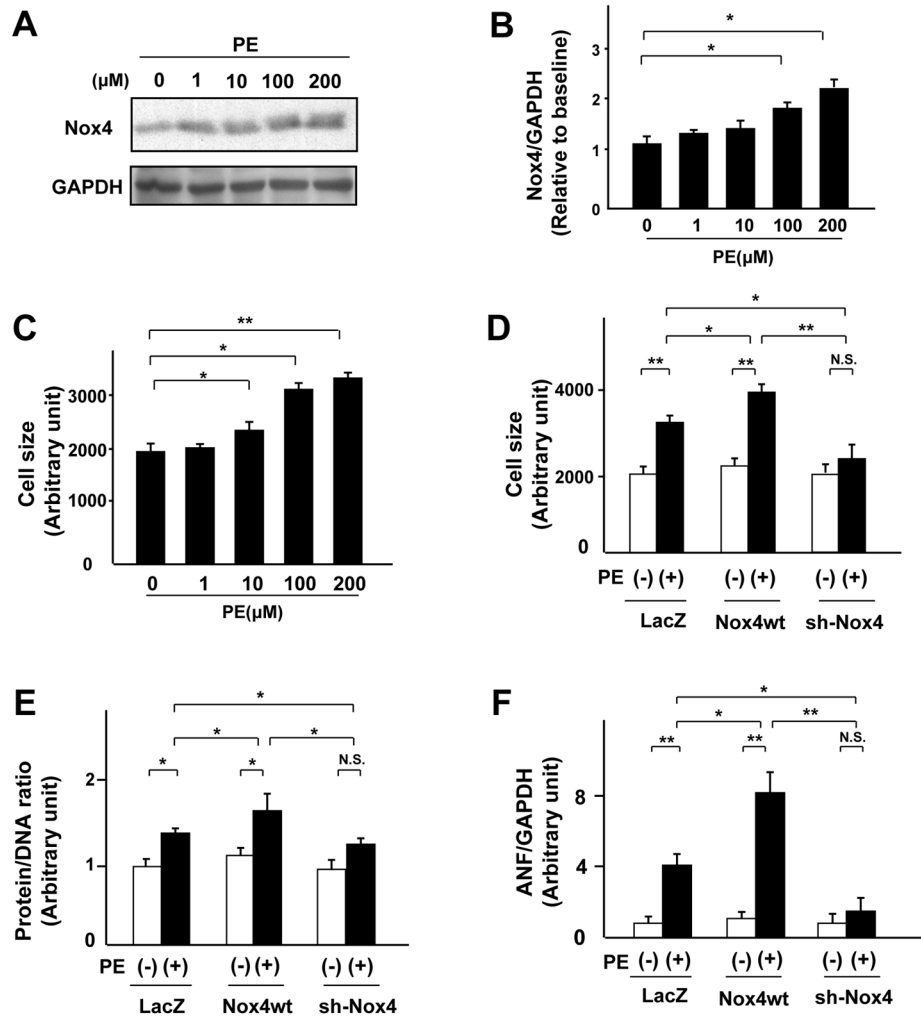 A
PE
(μM) 0 1 10 100 200
Nox4
GAPDH
B
* 
*
Nox4/GAPDH
(Relative to baseline)
3
2
1
0
0 1 10 100 200
PE(μM)
C
**
*
*
Cell size
(Arbitrary unit)
3000
2000
1000
0
0 1 10 100 200
PE(μM)
D
*
* **
** ** N.S.
Cell size
(Arbitrary unit)
4000
2000
0
PE (-) (+) (-) (+) (-) (+)
LacZ Nox4wt sh-Nox4
E
*
* *
* * N.S.
Protein/DNA ratio
(Arbitrary unit)
2
1
0
PE (-) (+) (-) (+) (-) (+)
LacZ Nox4wt sh-Nox4
F
*
* **
** ** N.S.
ANF/GAPDH
(Arbitrary unit)
8
4
0
PE (-) (+) (-) (+) (-) (+)
LacZ Nox4wt sh-Nox4